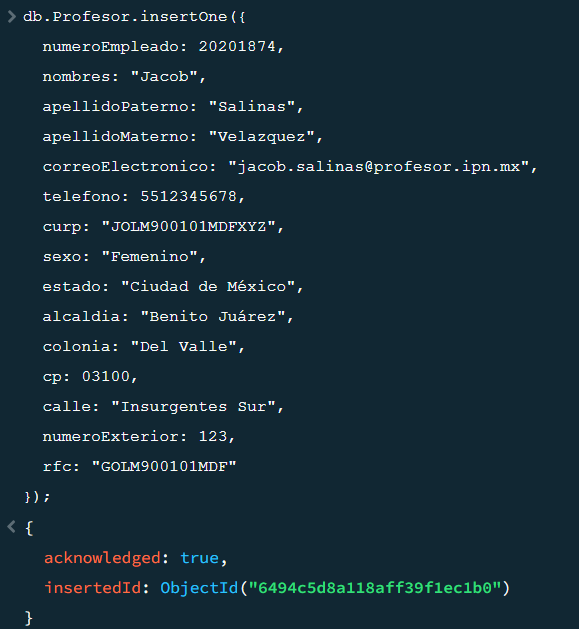 db.Profesor.insertOne({
numeroEmpleado: 20201874,
nombres: "Jacob",
apellidoPaterno: "Salinas",
apellidoMaterno: "Velazquez",
correoElectronico: "jacob.salinas@profesor.ipn.mx",
telefono: 5512345678,
curp: "JOLM900101MDFXYZ",
sexo: "Femenino",
estado: "Ciudad de México",
alcaldia: "Benito Juárez",
colonia: "Del Valle",
cp: 03100,
calle: "Insurgentes Sur",
numeroExterior: 123,
rfc: "GOLM900101MDF"
});
{
acknowledged: true,
insertedId: ObjectId("6494c5d8a118aff39f1ec1b0")
}